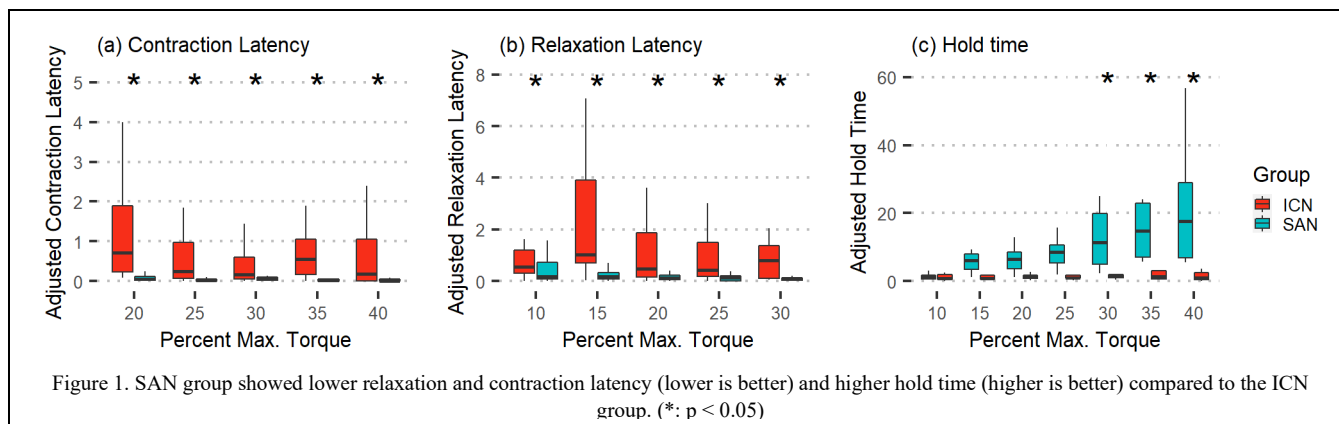 (a) Contraction Latency
Adjusted Contraction Latency
5
4
3
2
1
0
* * * * *
20 25 30 35 40
Percent Max. Torque
(b) Relaxation Latency
Adjusted Relaxation Latency
8
6
4
2
0
* * * * *
10 15 20 25 30
Percent Max. Torque
(c) Hold time
Adjusted Hold Time
60
40
20
0
* * *
10 15 20 25 30 35 40
Percent Max. Torque
Group
ICN
SAN
Figure 1. SAN group showed lower relaxation and contraction latency (lower is better) and higher hold time (higher is better) compared to the ICN
group. (*: p < 0.05)